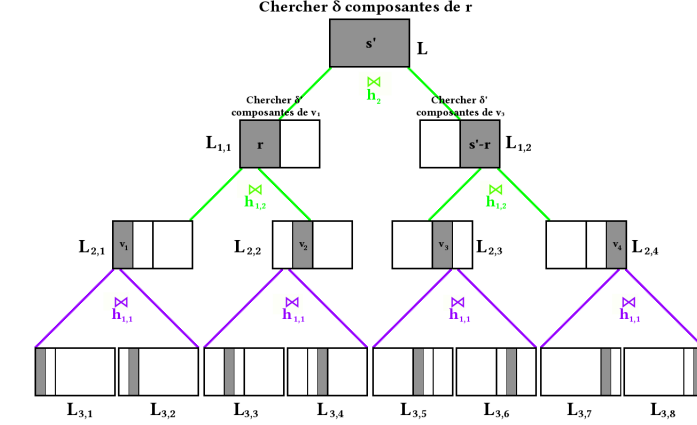 Chercher δ composantes de r
s' L
⋈
h2
Chercher δ'
composantes de v1
Chercher δ'
composantes de v3
L1,1 r s'-r L1,2
⋈ ⋈
h1,2 h1,2
L2,1 v1 L2,2 v2 v3 L2,3 v4 L2,4
⋈ ⋈ ⋈ ⋈
h1,1 h1,1 h1,1 h1,1
L3,1 L3,2 L3,3 L3,4 L3,5 L3,6 L3,7 L3,8